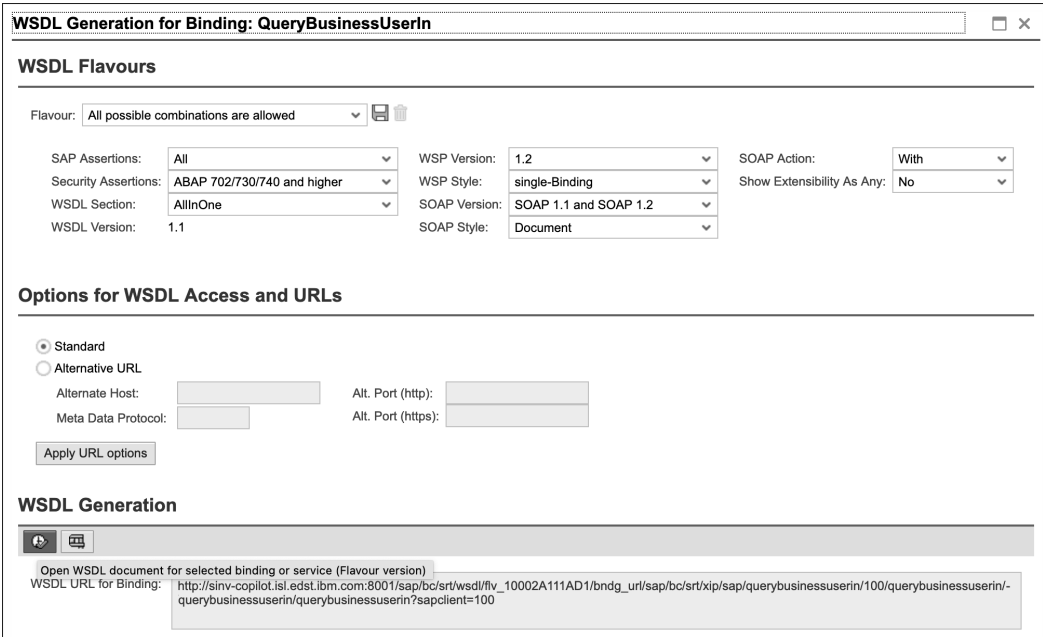 WSDL Generation for Binding: QueryBusinessUserIn
WSDL Flavours
Flavour: All possible combinations are allowed
SAP Assertions: All WSP Version: 1.2 SOAP Action: With
Security Assertions: ABAP 702/730/740 and higher WSP Style: single-Binding Show Extensibility As Any: No
WSDL Section: AllInOne SOAP Version: SOAP 1.1 and SOAP 1.2
WSDL Version: 1.1 SOAP Style: Document
Options for WSDL Access and URLs
Standard
Alternative URL
Alternate Host: Alt. Port (http):
Meta Data Protocol: Alt. Port (https):
Apply URL options
WSDL Generation
Open WSDL document for selected binding or service (Flavour version)
WSDL URL for Binding: http://sinv-copilot.isl.edst.ibm.com:8001/sap/bc/srt/wsdl/flv_10002A111AD1/bndg_url/sap/bc/srt/xip/sap/querybusinessuserin/100/querybusinessuserin/-
querybusinessuserin/querybusinessuserin?sapclient=100